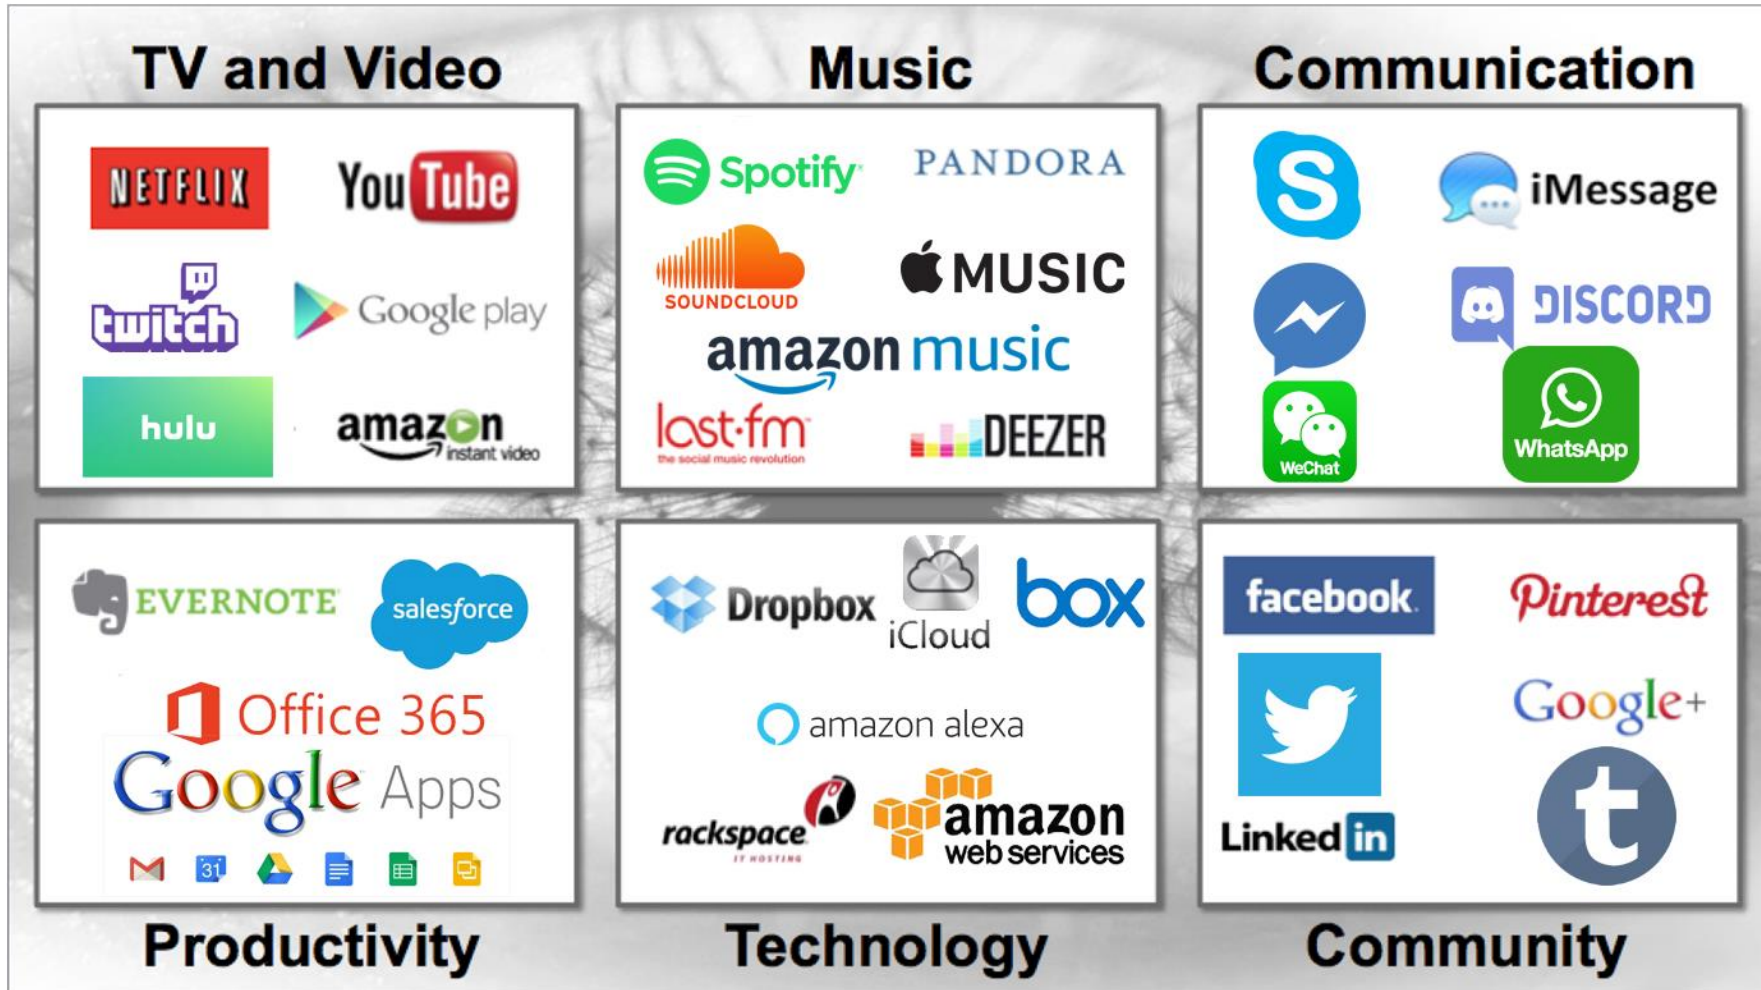 TV and Video
NETFLIX
YouTube
twitch
Google play
hulu
amazon
instant video
Music
Spotify
PANDORA
SOUNDCLOUD
MUSIC
amazon music
last.fm
the social music revolution
DEEZER
Communication
S
iMessage
DISCORD
WeChat
WhatsApp
EVERNOTE
salesforce
Office 365
Google Apps
31
Productivity
Dropbox
iCloud
box
amazon alexa
rackspace
IT HOSTING
amazon
web services
Technology
facebook
Pinterest
Google+
Linked in
t
Community